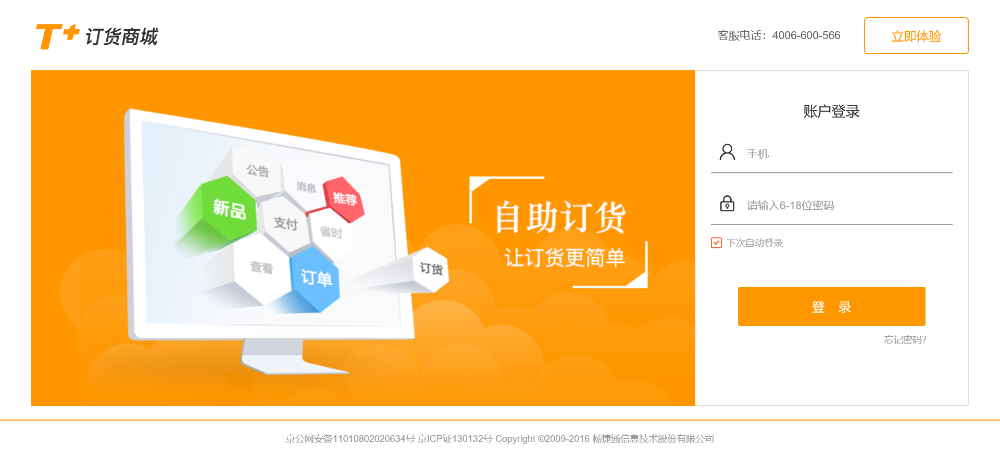 T+ 订货商城
客服电话：4006-600-566
立即体验
公告
消息
推荐
新品
支付
省时
查看
订单
订货
自助订货
让订货更简单
账户登录
手机
请输入6-18位密码
下次自动登录
登 录
忘记密码?
京公网安备11010802020634号 京ICP证130132号 Copyright ©2009-2016 畅捷通信息技术股份有限公司